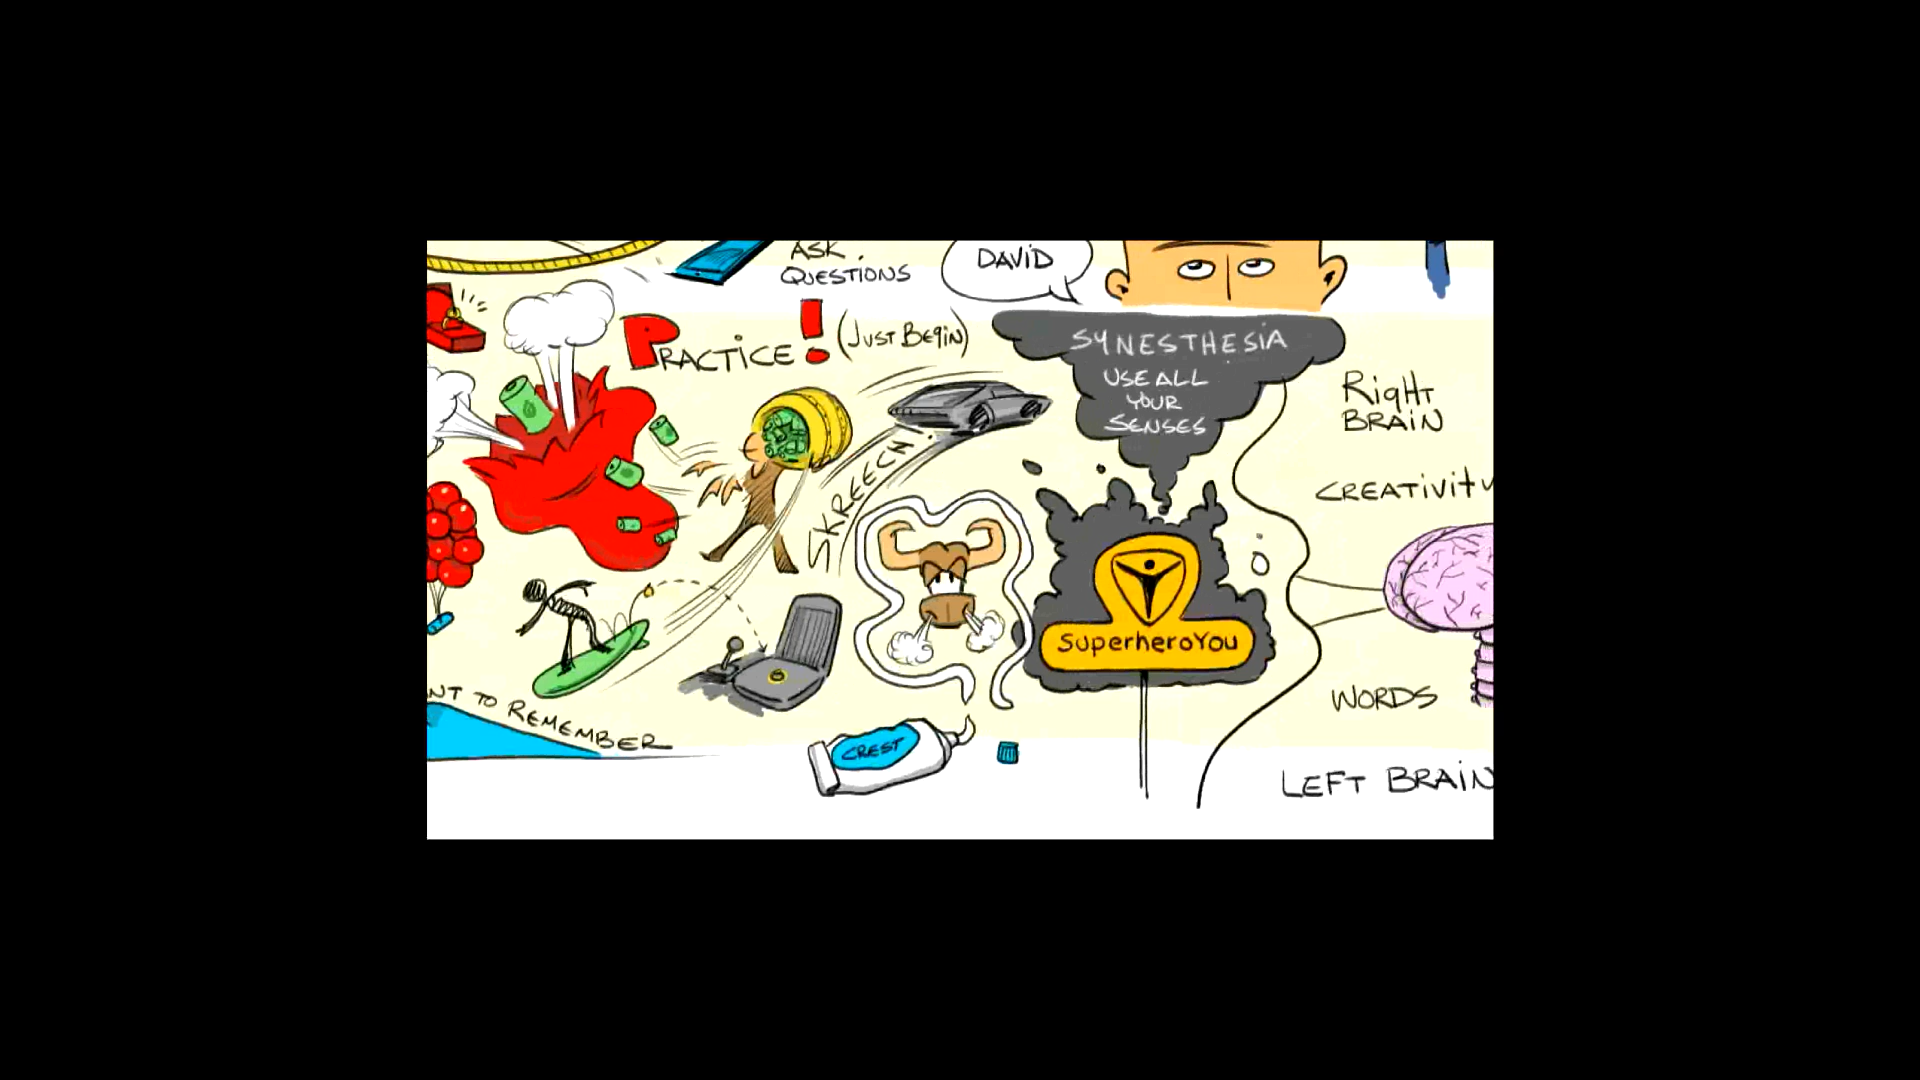 ASK
QUESTIONS
DAVID
PRACTICE! (JUST BEGIN)
SYNESTHESIA
USE ALL
YOUR
SENSES
RIGHT
BRAIN
SKREECH!
CREATIVITY
SuperheroYou
NT TO REMEMBER
WORDS
CREST
LEFT BRAIN